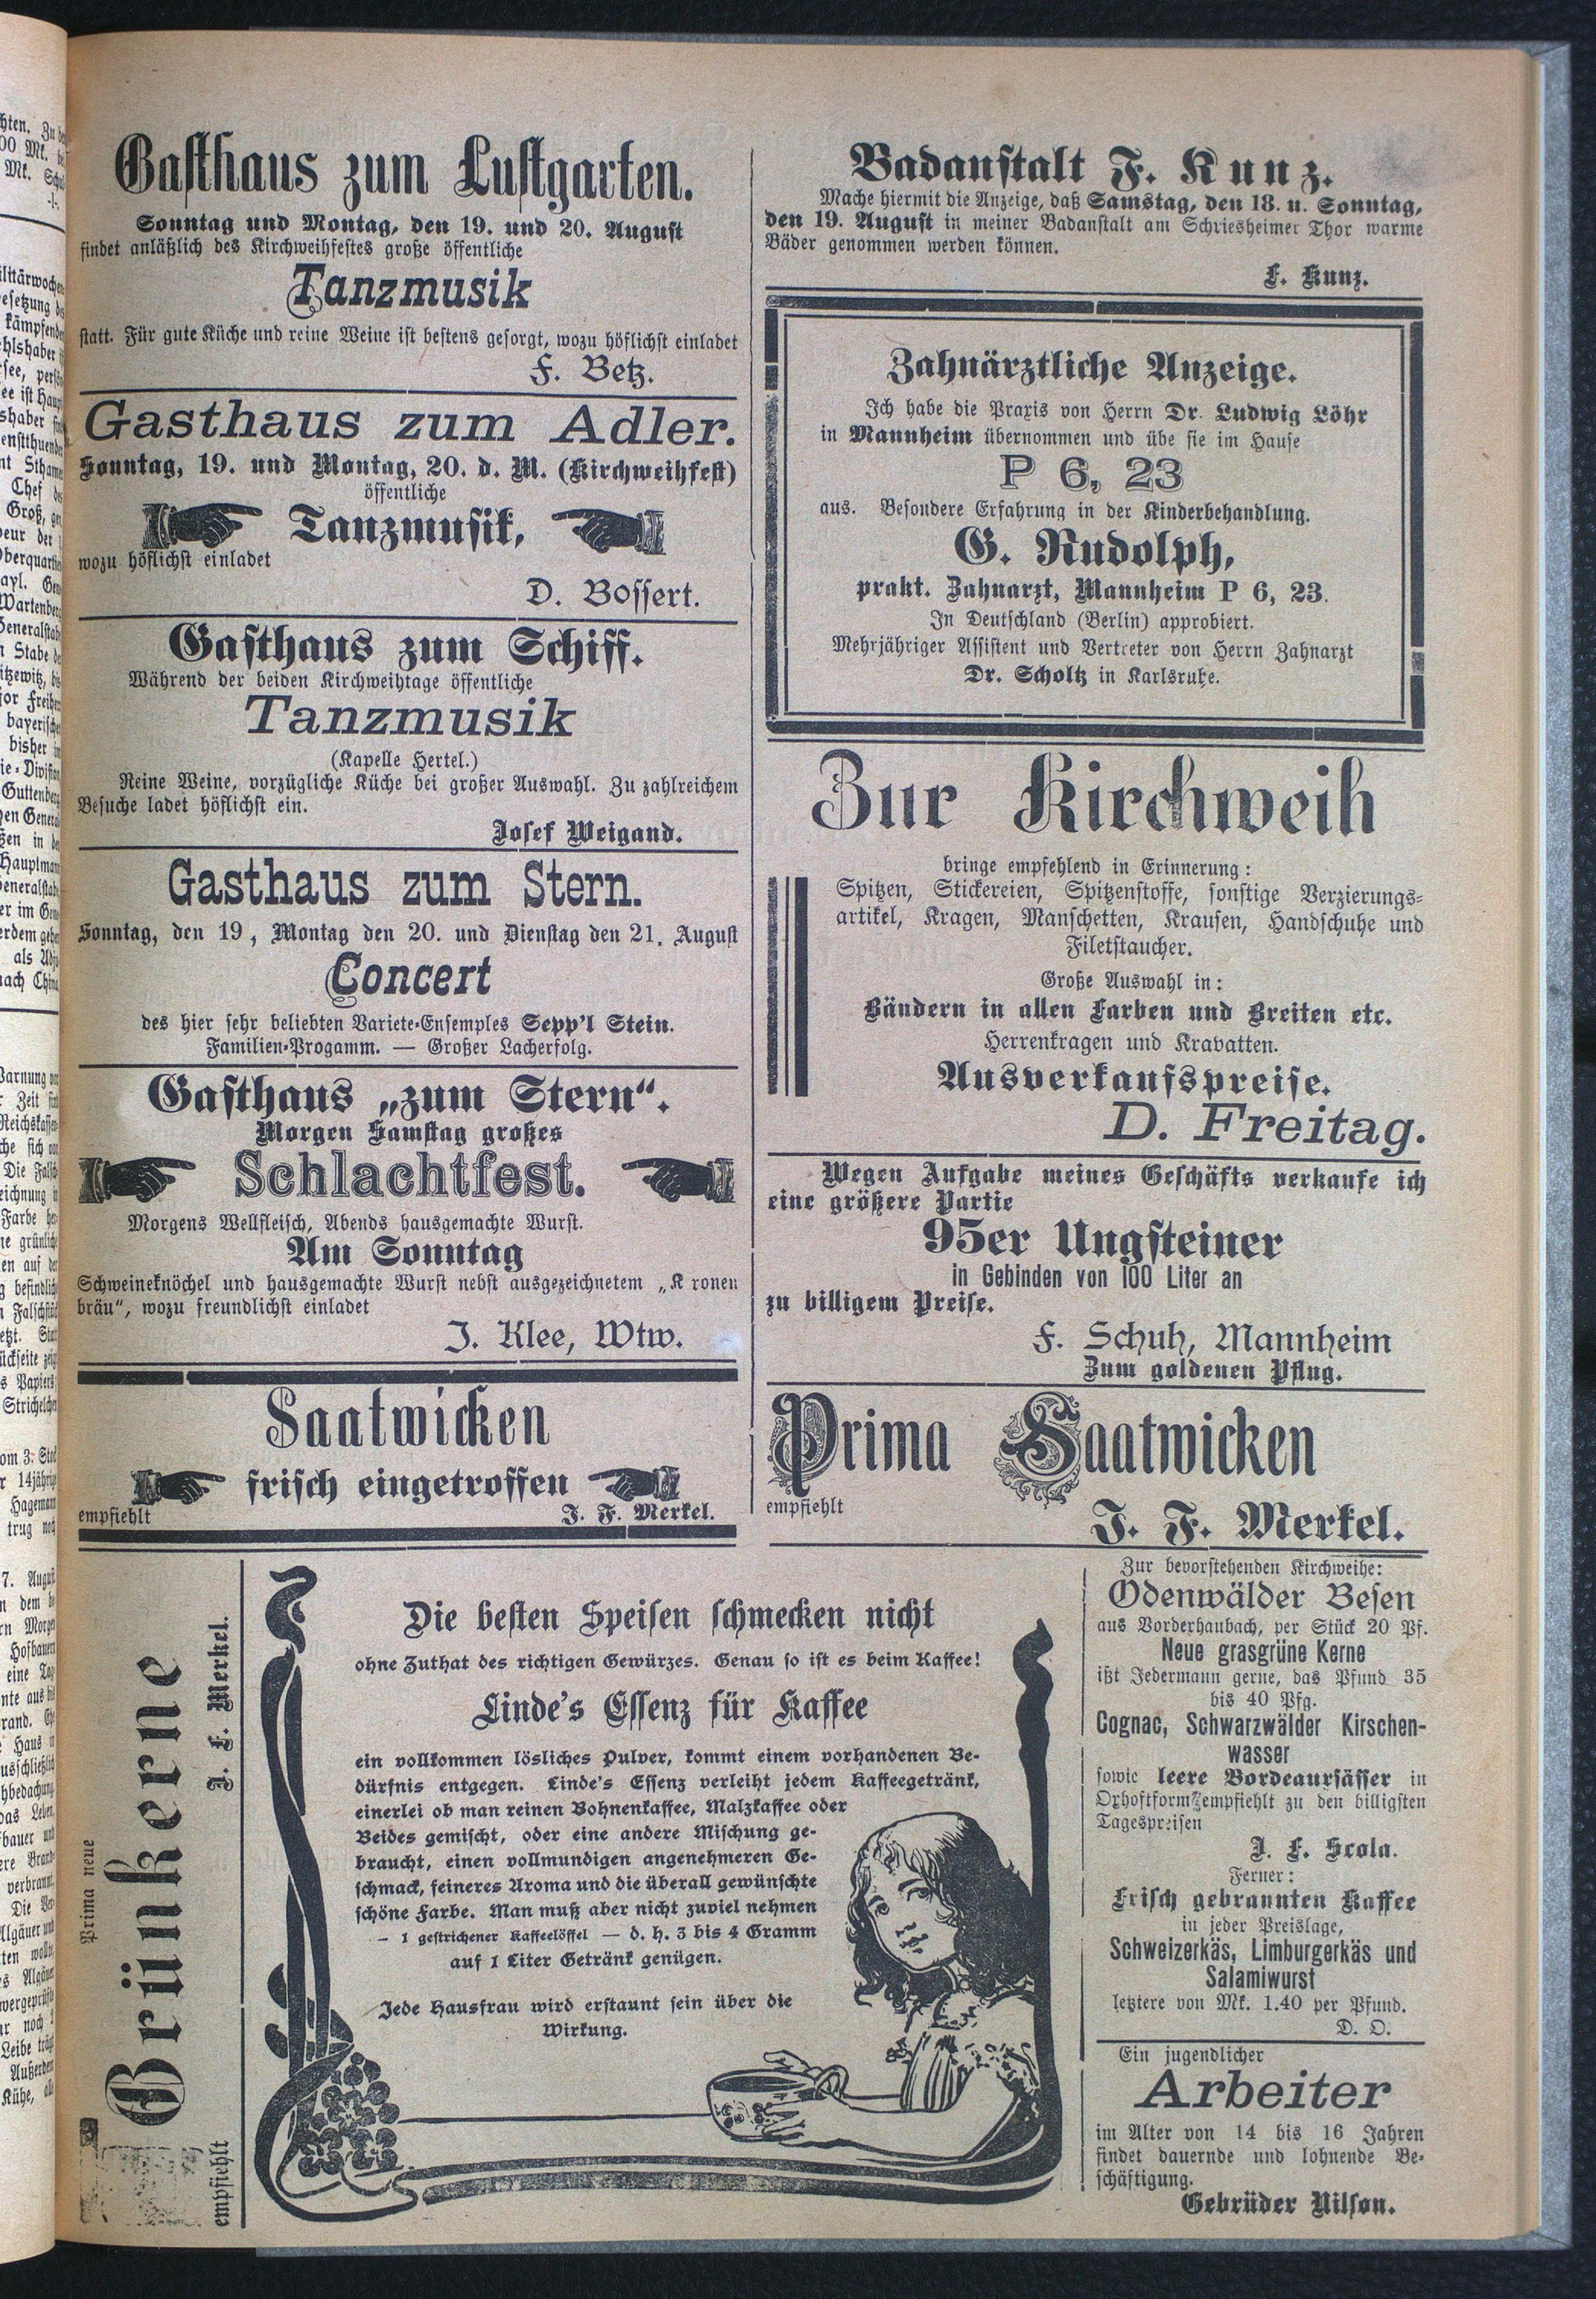 Gasthaus zum Lustgarten.
Sonntag und Montag, den 19. und 20. August
findet anläßlich des Kirchweihfestes große öffentliche
Tanzmusik
statt. Für gute Küche und reine Weine ist bestens gesorgt, wozu höflichst einladet
F. Betz.
Gasthaus zum Adler.
Sonntag, 19. und Montag, 20. d. M. (Kirchweihfest)
öffentliche
Tanzmusik,
wozu höflichst einladet
D. Bossert.
Gasthaus zum Schiff.
Während der beiden Kirchweihtage öffentliche
Tanzmusik
(Kapelle Hertel.)
Reine Weine, vorzügliche Küche bei großer Auswahl. Zu zahlreichem
Besuche ladet höflichst ein.
Josef Weigand.
Gasthaus zum Stern.
Sonntag, den 19, Montag den 20. und Dienstag den 21. August
Concert
des hier sehr beliebten Variete-Ensemples Sepp'l Stein.
Familien-Progamm. — Großer Lacherfolg.
Gasthaus „zum Stern“.
Morgen Samstag großes
Schlachtfest.
Morgens Wellfleisch, Abends hausgemachte Wurst.
Am Sonntag
Schweineknöchel und hausgemachte Wurst nebst ausgezeichnetem „Kronen
bräu“, wozu freundlichst einladet
J. Klee, Wtw.
Saatwicken
frisch eingetroffen
empfiehlt J. F. Merkel.
Badanstalt F. Kunz.
Mache hiermit die Anzeige, daß Samstag, den 18. u. Sonntag,
den 19. August in meiner Badanstalt am Schriesheimer Thor warme
Bäder genommen werden können.
F. Kunz.
Zahnärztliche Anzeige.
Ich habe die Praxis von Herrn Dr. Ludwig Löhr
in Mannheim übernommen und übe sie im Hause
P 6, 23
aus. Besondere Erfahrung in der Kinderbehandlung.
G. Rudolph,
prakt. Zahnarzt, Mannheim P 6, 23.
In Deutschland (Berlin) approbiert.
Mehrjähriger Assistent und Vertreter von Herrn Zahnarzt
Dr. Scholtz in Karlsruhe.
Zur Kirchweih
bringe empfehlend in Erinnerung:
Spitzen, Stickereien, Spitzenstoffe, sonstige Verzierungs-
artikel, Kragen, Manschetten, Krausen, Handschuhe und
Filetstaucher.
Große Auswahl in:
Bändern in allen Farben und Breiten etc.
Herrenkragen und Kravatten.
Ausverkaufspreise.
D. Freitag.
Wegen Aufgabe meines Geschäfts verkaufe ich
eine größere Partie
95er Ungsteiner
in Gebinden von 100 Liter an
zu billigem Preise.
F. Schuh, Mannheim
Zum goldenen Pflug.
Prima Saatwicken
empfiehlt
J. F. Merkel.
Prima neue
Grünkerne
empfiehlt J. F. Merkel.
Die besten Speisen schmecken nicht
ohne Zuthat des richtigen Gewürzes. Genau so ist es beim Kaffee!
Linde's Essenz für Kaffee
ein vollkommen lösliches Pulver, kommt einem vorhandenen Be-
dürfnis entgegen. Linde's Essenz verleiht jedem Kaffeegetränk,
einerlei ob man reinen Bohnenkaffee, Malzkaffee oder
Beides gemischt, oder eine andere Mischung ge-
braucht, einen vollmundigen angenehmeren Ge-
schmack, feineres Aroma und die überall gewünschte
schöne Farbe. Man muß aber nicht zuviel nehmen
– 1 gestrichener Kaffeelöffel — d. h. 3 bis 4 Gramm
auf 1 Liter Getränk genügen.
Jede Hausfrau wird erstaunt sein über die
Wirkung.
Zur bevorstehenden Kirchweihe:
Odenwälder Besen
aus Vorderhaubach, per Stück 20 Pf.
Neue grasgrüne Kerne
ißt Jedermann gerne, das Pfund 35
bis 40 Pfg.
Cognac, Schwarzwälder Kirschen-
wasser
sowie leere Bordeauxfässer in
Oxhoftform empfiehlt zu den billigsten
Tagespreisen
J. F. Scola.
Ferner:
Frisch gebrannten Kaffee
in jeder Preislage,
Schweizerkäs, Limburgerkäs und
Salamiwurst
letztere von Mk. 1.40 per Pfund.
D. O.
Ein jugendlicher
Arbeiter
im Alter von 14 bis 16 Jahren
findet dauernde und lohnende Be-
schäftigung.
Gebrüder Nilson.